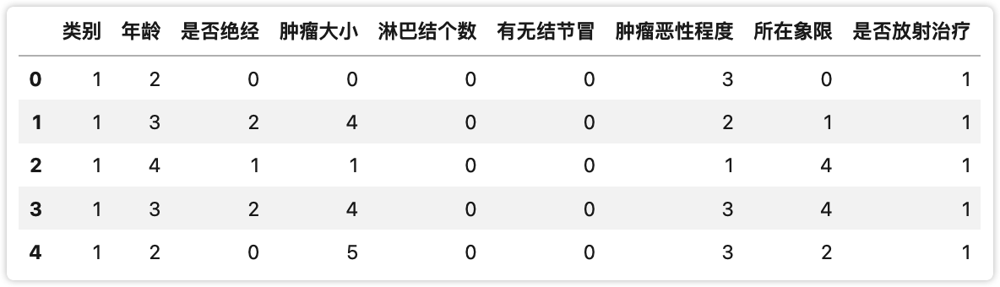 类别 年龄 是否绝经 肿瘤大小 淋巴结个数 有无结节冒 肿瘤恶性程度 所在象限 是否放射治疗
0 1 2 0 0 0 0 3 0 1
1 1 3 2 4 0 0 2 1 1
2 1 4 1 1 0 0 1 4 1
3 1 3 2 4 0 0 3 4 1
4 1 2 0 5 0 0 3 2 1